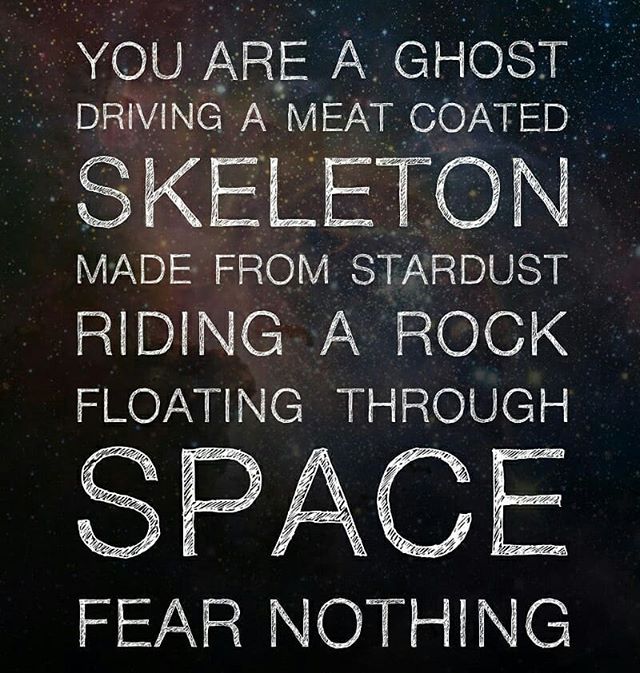 YOU ARE A GHOST
DRIVING A MEAT COATED
SKELETON
MADE FROM STARDUST
RIDING A ROCK
FLOATING THROUGH
SPACE
FEAR NOTHING